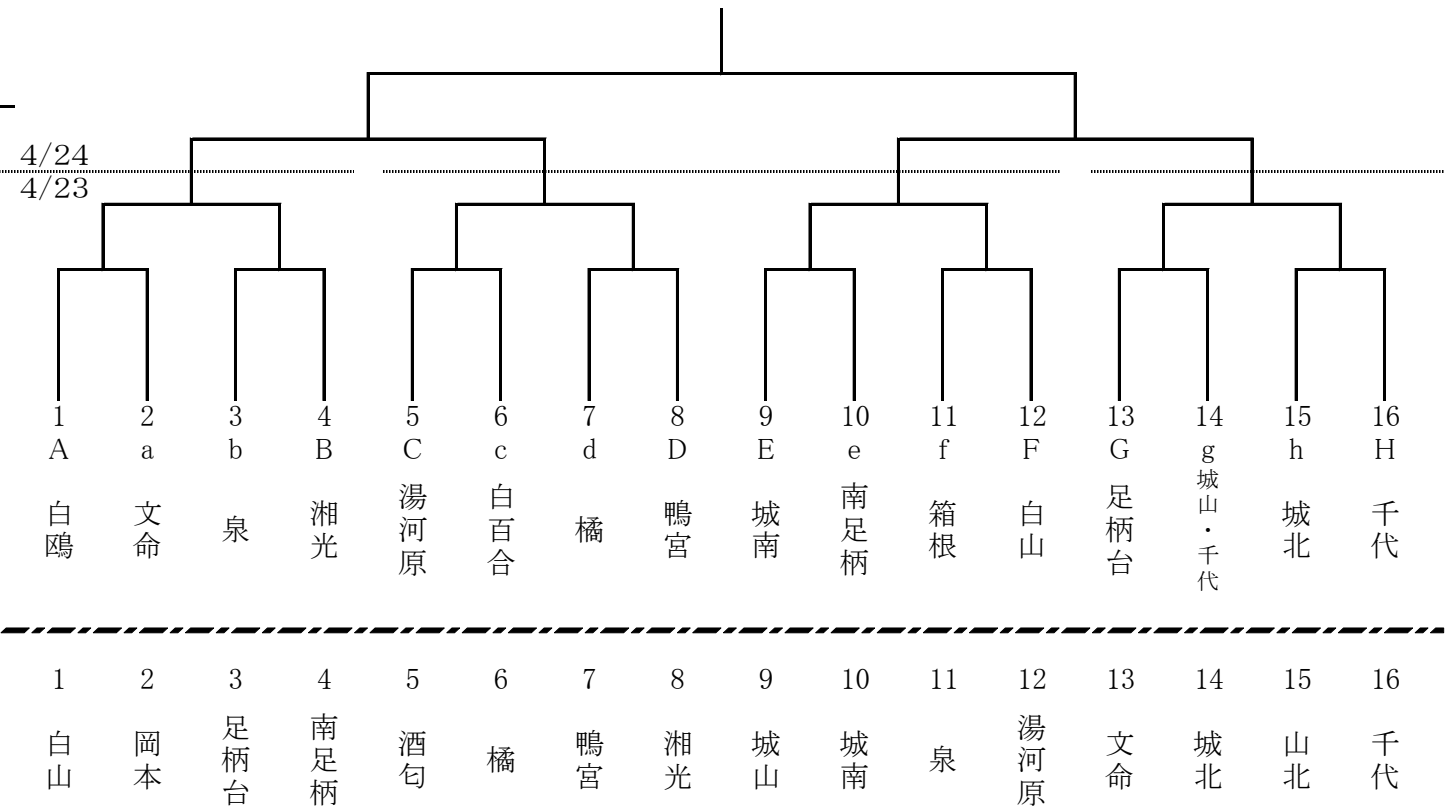 4/24
4/23
1 2 3 4 5 6 7 8 9 10 11 12 13 14 15 16
A a b B C c d D E e f F G g h H
白鴎 文命 泉 湘光 湯河原 白百合 橘 鴨宮 城南 南足柄 箱根 白山 足柄台 城山・千代 城北 千代
1 2 3 4 5 6 7 8 9 10 11 12 13 14 15 16
白山 岡本 足柄台 南足柄 酒匂 橘 鴨宮 湘光 城山 城南 泉 湯河原 文命 城北 山北 千代